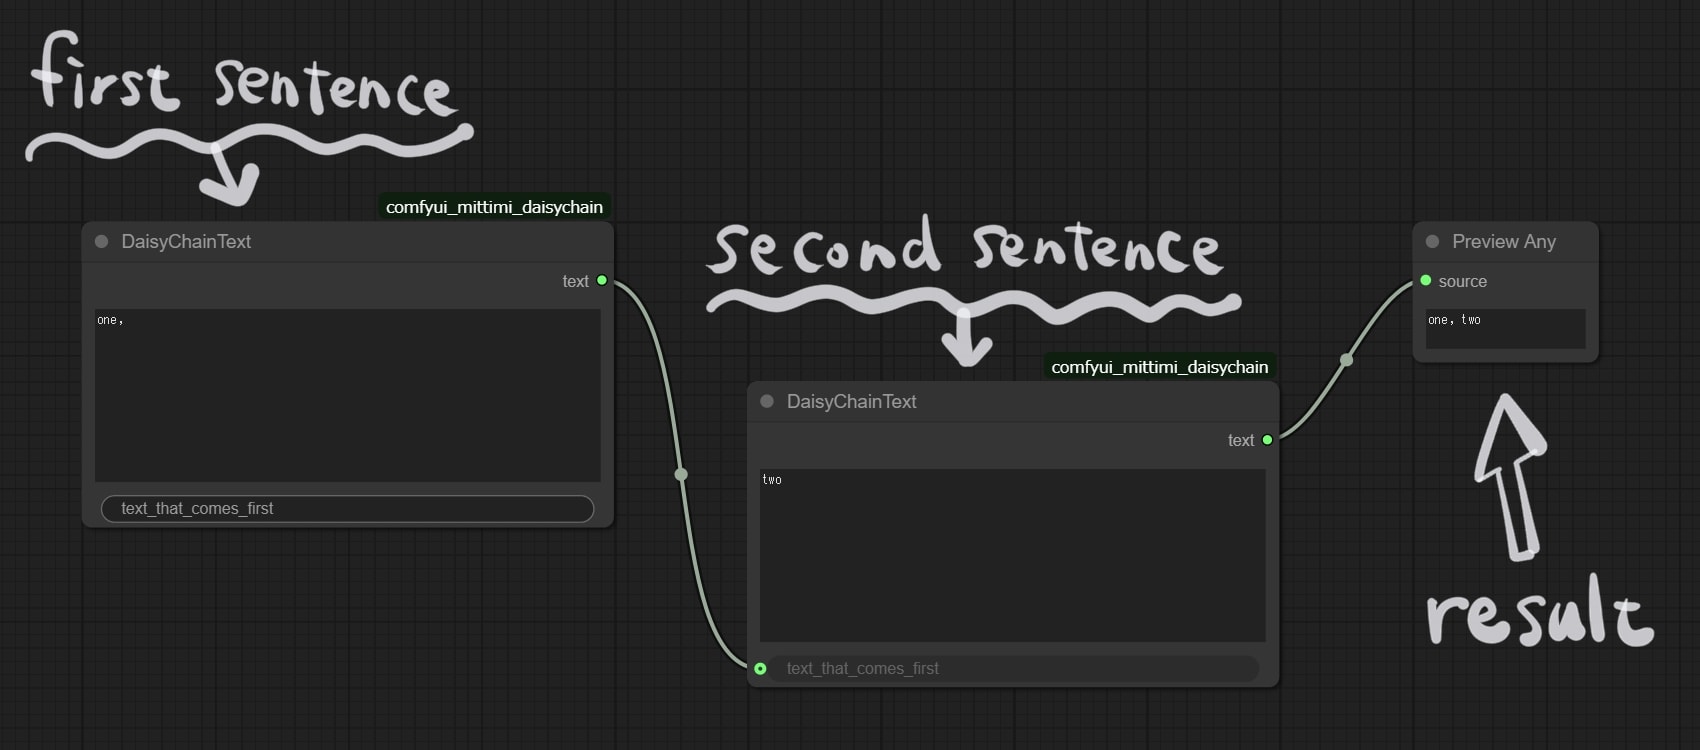 first sentence
comfyui_mittimi_daisychain
DaisyChainText
text
one,
text_that_comes_first
second sentence
comfyui_mittimi_daisychain
DaisyChainText
text
two
text_that_comes_first
Preview Any
source
one, two
result